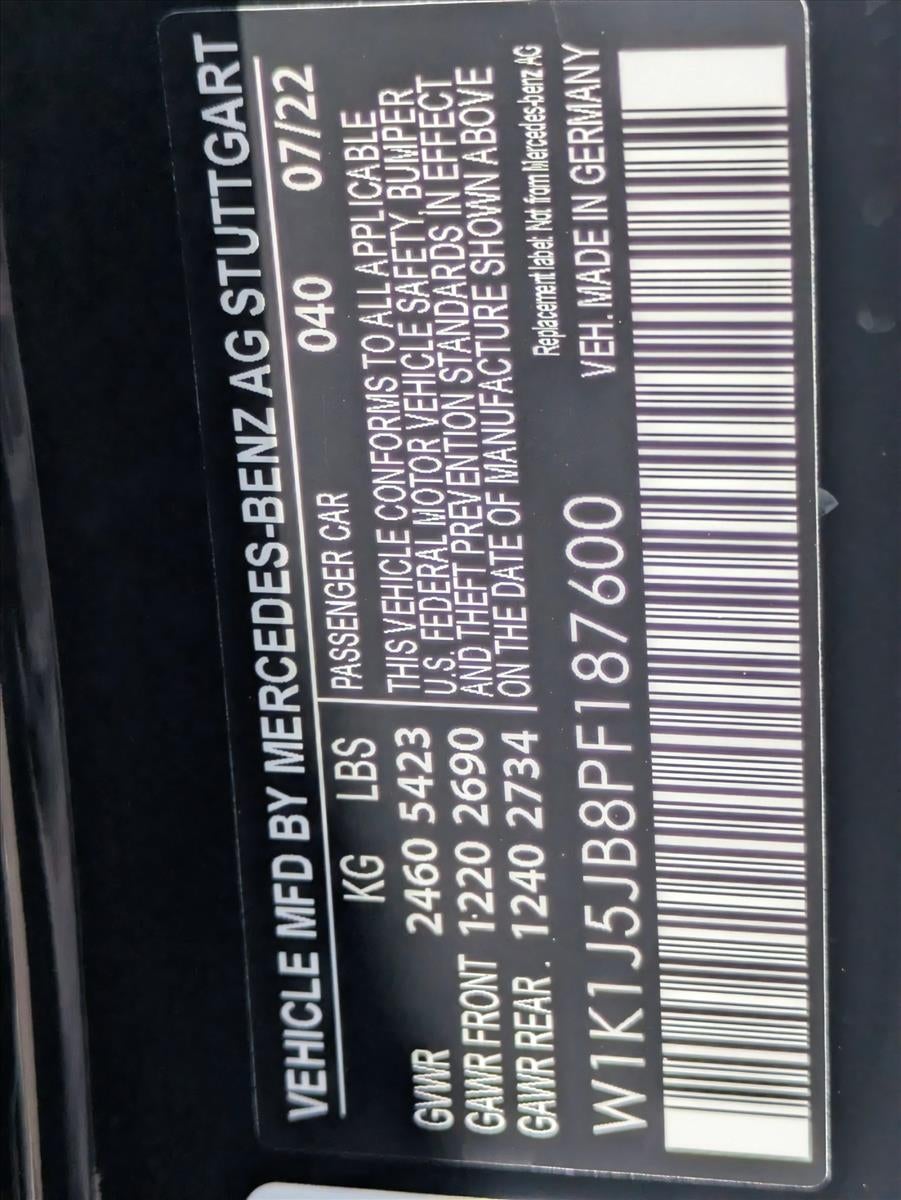 VEHICLE MFD BY MERCEDES-BENZ AG STUTTGART
040 07/22
KG LBS
GVWR 2460 5423
GAWR FRONT 1220 2690
GAWR REAR . 1240 2734
PASSENGER CAR
THIS VEHICLE CONFORMS TO ALL APPLICABLE
U.S. FEDERAL MOTOR VEHICLE SAFETY, BUMPER
AND THEFT PREVENTION STANDARDS IN EFFECT
ON THE DATE OF MANUFACTURE SHOWN ABOVE
Replacement label: Not from Mercedes-benz AG
W1K1J5JB8PF187600 VEH. MADE IN GERMANY